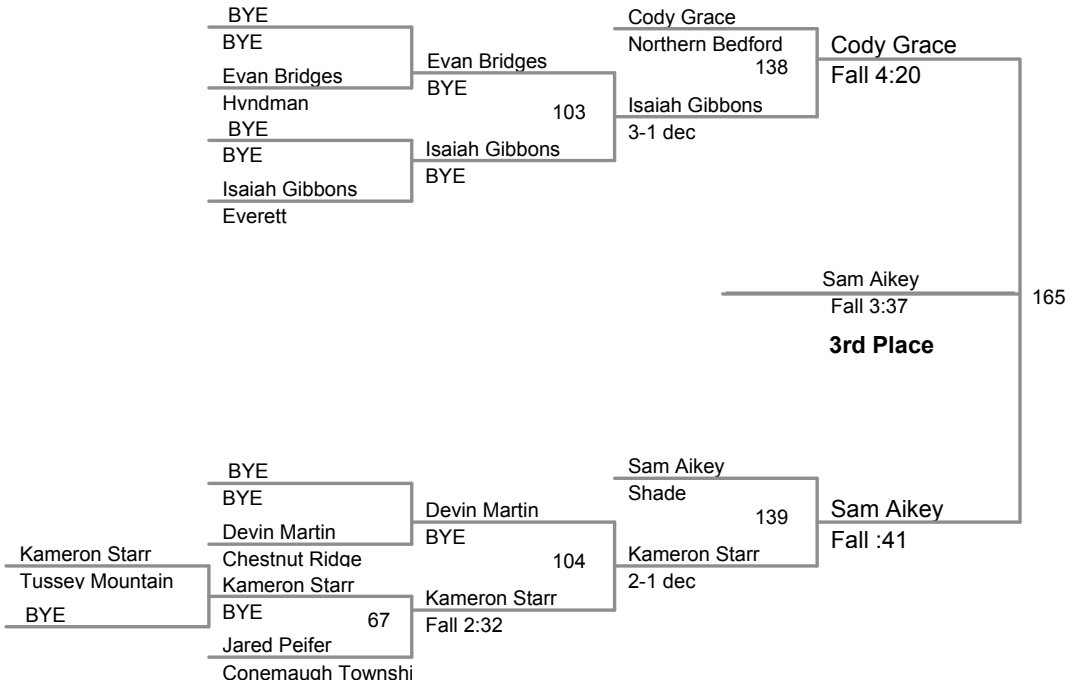 BYE
BYE
Evan Bridges
Hyndman
BYE
BYE
Isaiah Gibbons
Everett
Evan Bridges
BYE
103
Isaiah Gibbons
BYE
Cody Grace
Northern Bedford
138
Isaiah Gibbons
3-1 dec
Cody Grace
Fall 4:20
Sam Aikey
Fall 3:37
3rd Place
165
Kameron Starr
Tussey Mountain
BYE
BYE
BYE
Devin Martin
Chestnut Ridge
Kameron Starr
BYE
67
Jared Peifer
Conemaugh Townshi
Devin Martin
BYE
104
Kameron Starr
Fall 2:32
Sam Aikey
Shade
139
Kameron Starr
2-1 dec
Sam Aikey
Fall :41